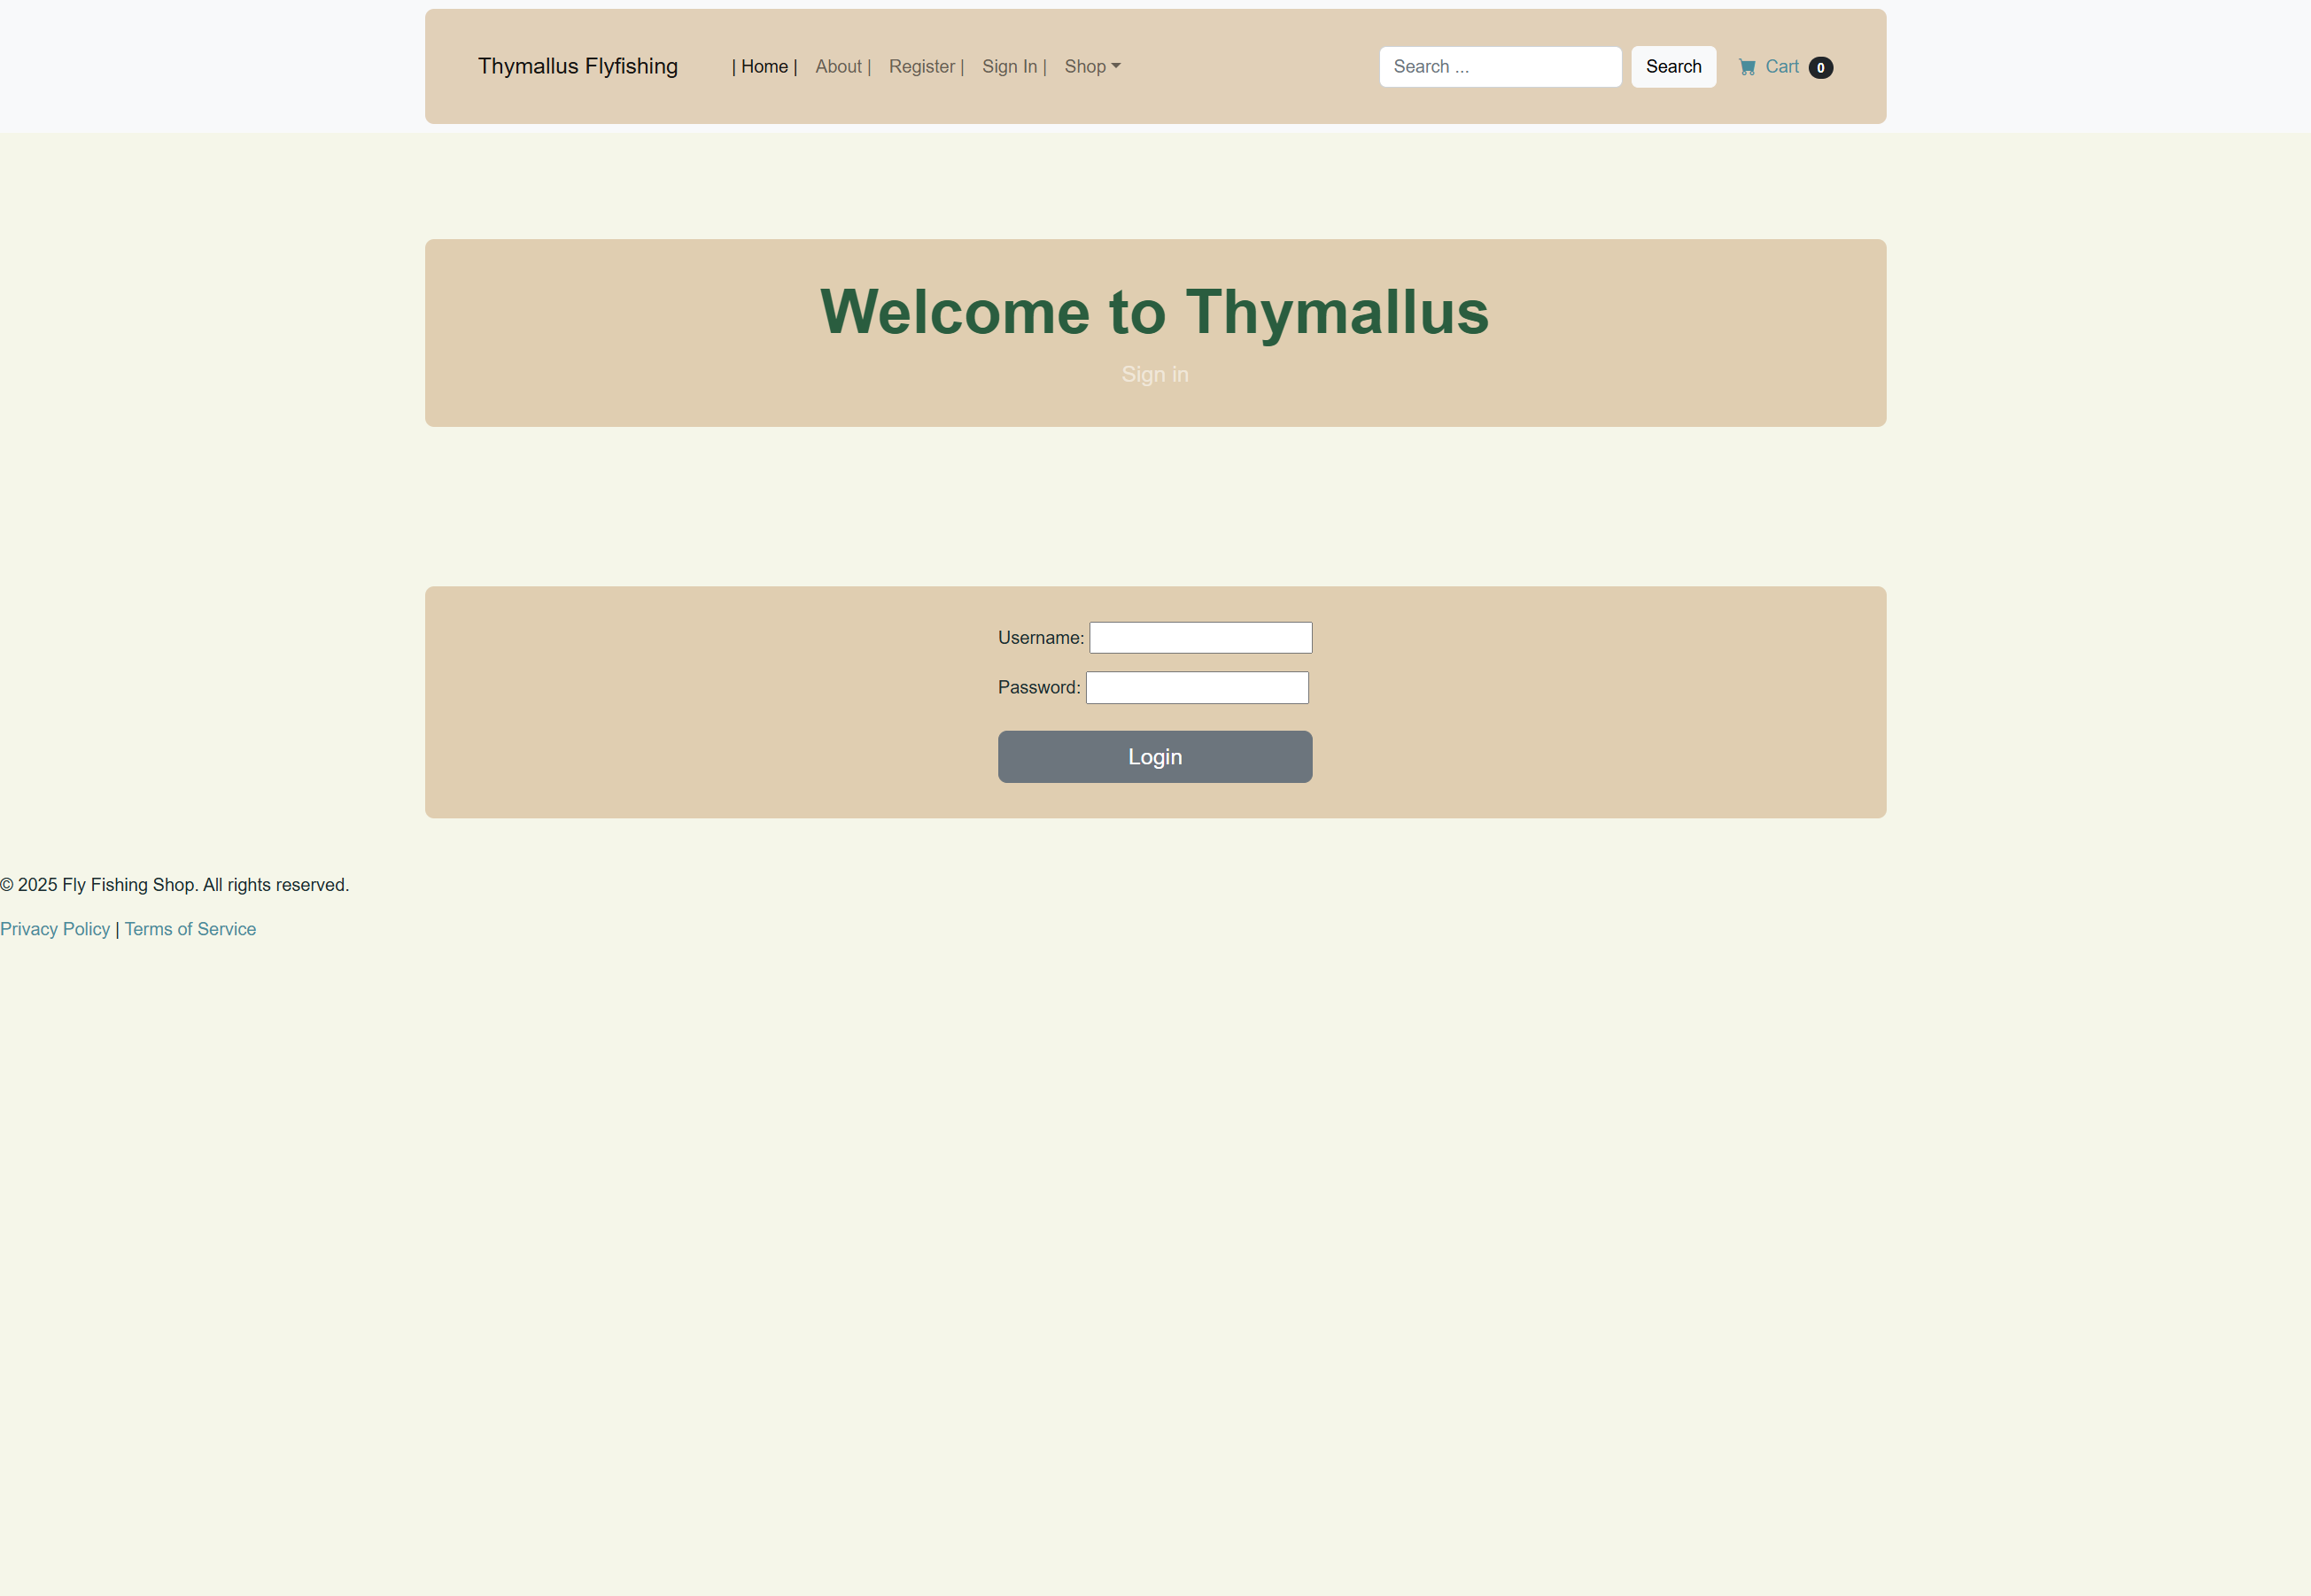 Thymallus Flyfishing | Home | About | Register | Sign In | Shop Search ... Search Cart 0
Welcome to Thymallus
Sign in
Username:
Password:
Login
© 2025 Fly Fishing Shop. All rights reserved.
Privacy Policy | Terms of Service